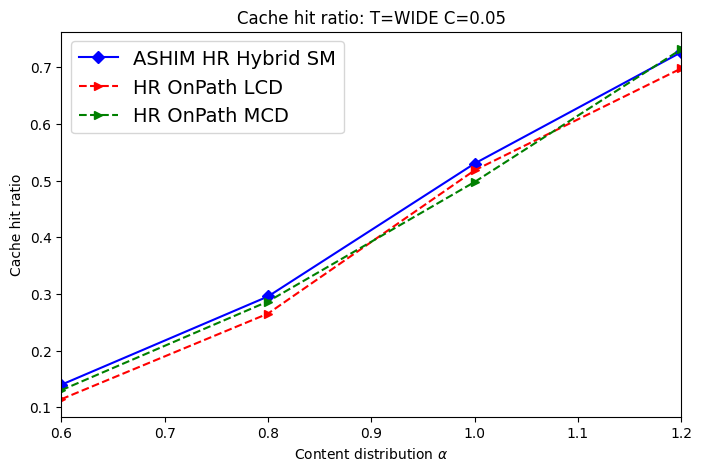 Cache hit ratio: T=WIDE C=0.05
ASHIM HR Hybrid SM
HR OnPath LCD
HR OnPath MCD
Cache hit ratio
0.7
0.6
0.5
0.4
0.3
0.2
0.1
0.6 0.7 0.8 0.9 1.0 1.1 1.2
Content distribution α